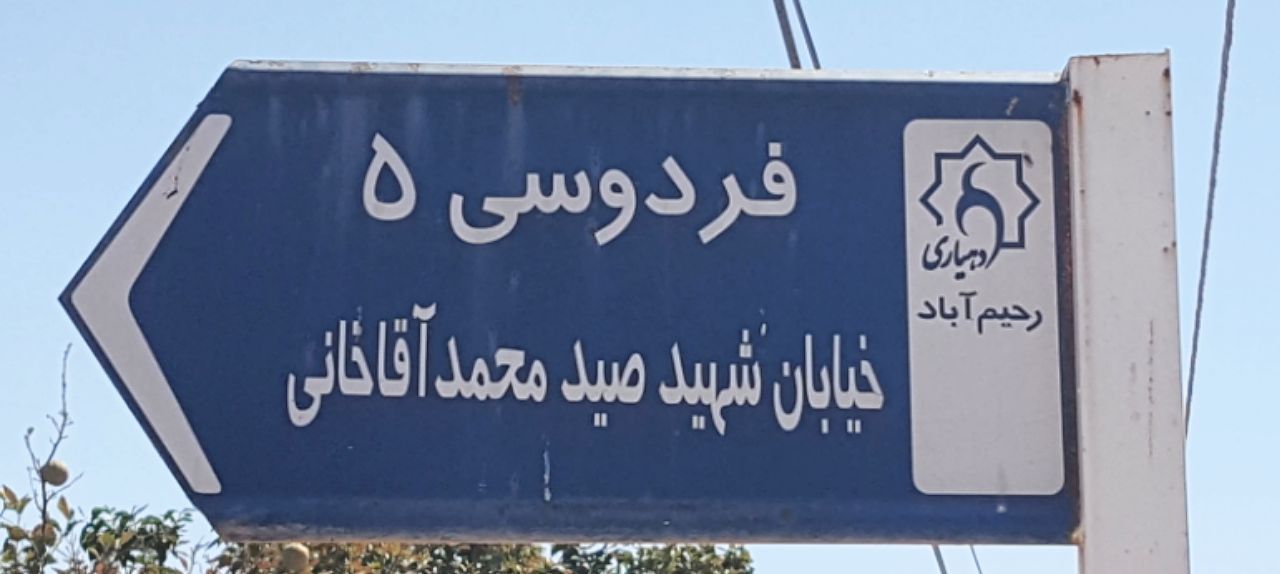 فردوسی ۵
خیابان شهید صید محمد آقاخانی
دهیاری
رحیم آباد